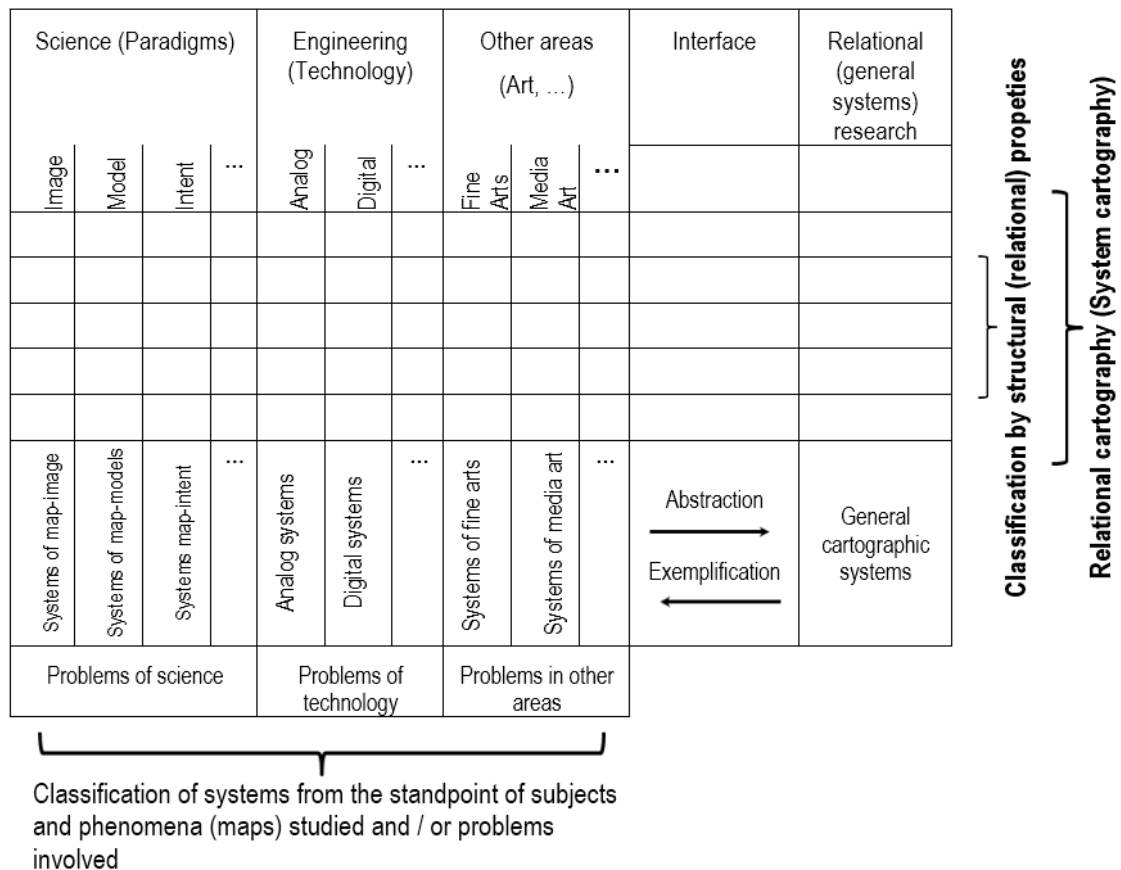 Science (Paradigms)
Engineering
(Technology)
Other areas
(Art, ...)
Interface
Relational
(general
systems)
research
Image
Model
Intent
...
Analog
Digital
...
Fine
Arts
Media
Art
...
Systems of map-image
Systems of map-models
Systems map-intent
...
Analog systems
Digital systems
...
Systems of fine arts
Systems of media art
...
Abstraction
Exemplification
General
cartographic
systems
Problems of science
Problems of
technology
Problems in other
areas
Classification of systems from the standpoint of subjects
and phenomena (maps) studied and / or problems
involved
Classification by structural (relational) propeties
Relational cartography (System cartography)